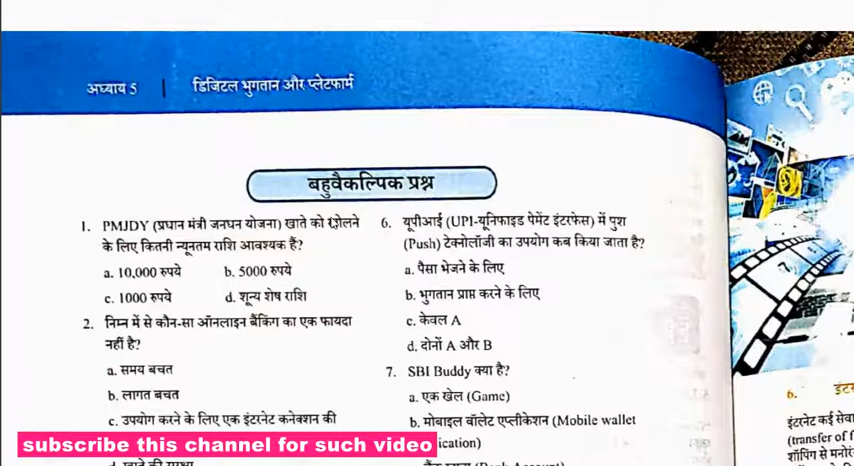 अध्याय 5 | डिजिटल भुगतान और प्लेटफार्म
बहुवैकल्पिक प्रश्न
1. PMJDY (प्रधान मंत्री जनधन योजना) खाते को खोलने
के लिए कितनी न्यूनतम राशि आवश्यक हैं?
a. 10,000 रुपये b. 5000 रुपये
c. 1000 रुपये d. शून्य शेष राशि
2. निम्न में से कौन-सा ऑनलाइन बैंकिंग का एक फायदा
नहीं है?
a. समय बचत
b. लागत बचत
c. उपयोग करने के लिए एक इंटरनेट कनेक्शन की
6. यूपीआई (UPI-यूनिफाइड पेमेंट इंटरफेस) में पुश
(Push) टेक्नोलॉजी का उपयोग कब किया जाता है?
a. पैसा भेजने के लिए
b. भुगतान प्राप्त करने के लिए
c. केवल A
d. दोनों A और B
7. SBI Buddy क्या है?
a. एक खेल (Game)
b. मोबाइल वॉलेट एप्लीकेशन (Mobile wallet
ication)
6. इंटर
इंटरनेट कई सेवा
(transfer of f
शॉपिंग से मनोरं
subscribe this channel for such video